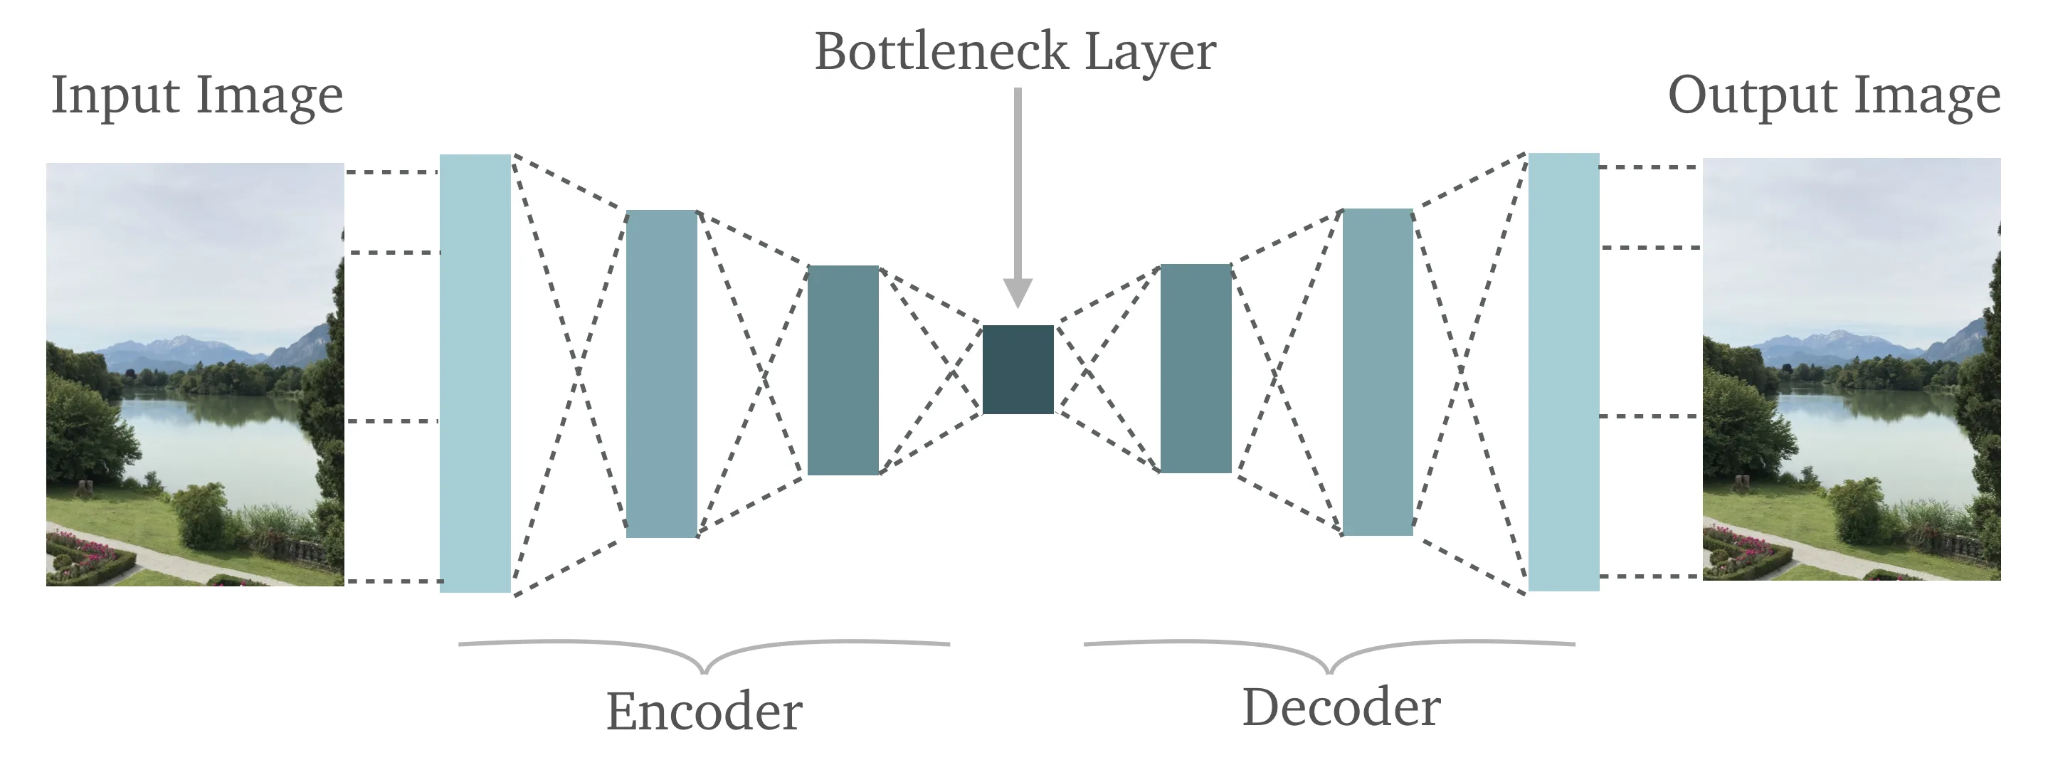 Bottleneck Layer
Input Image
Output Image
Encoder
Decoder